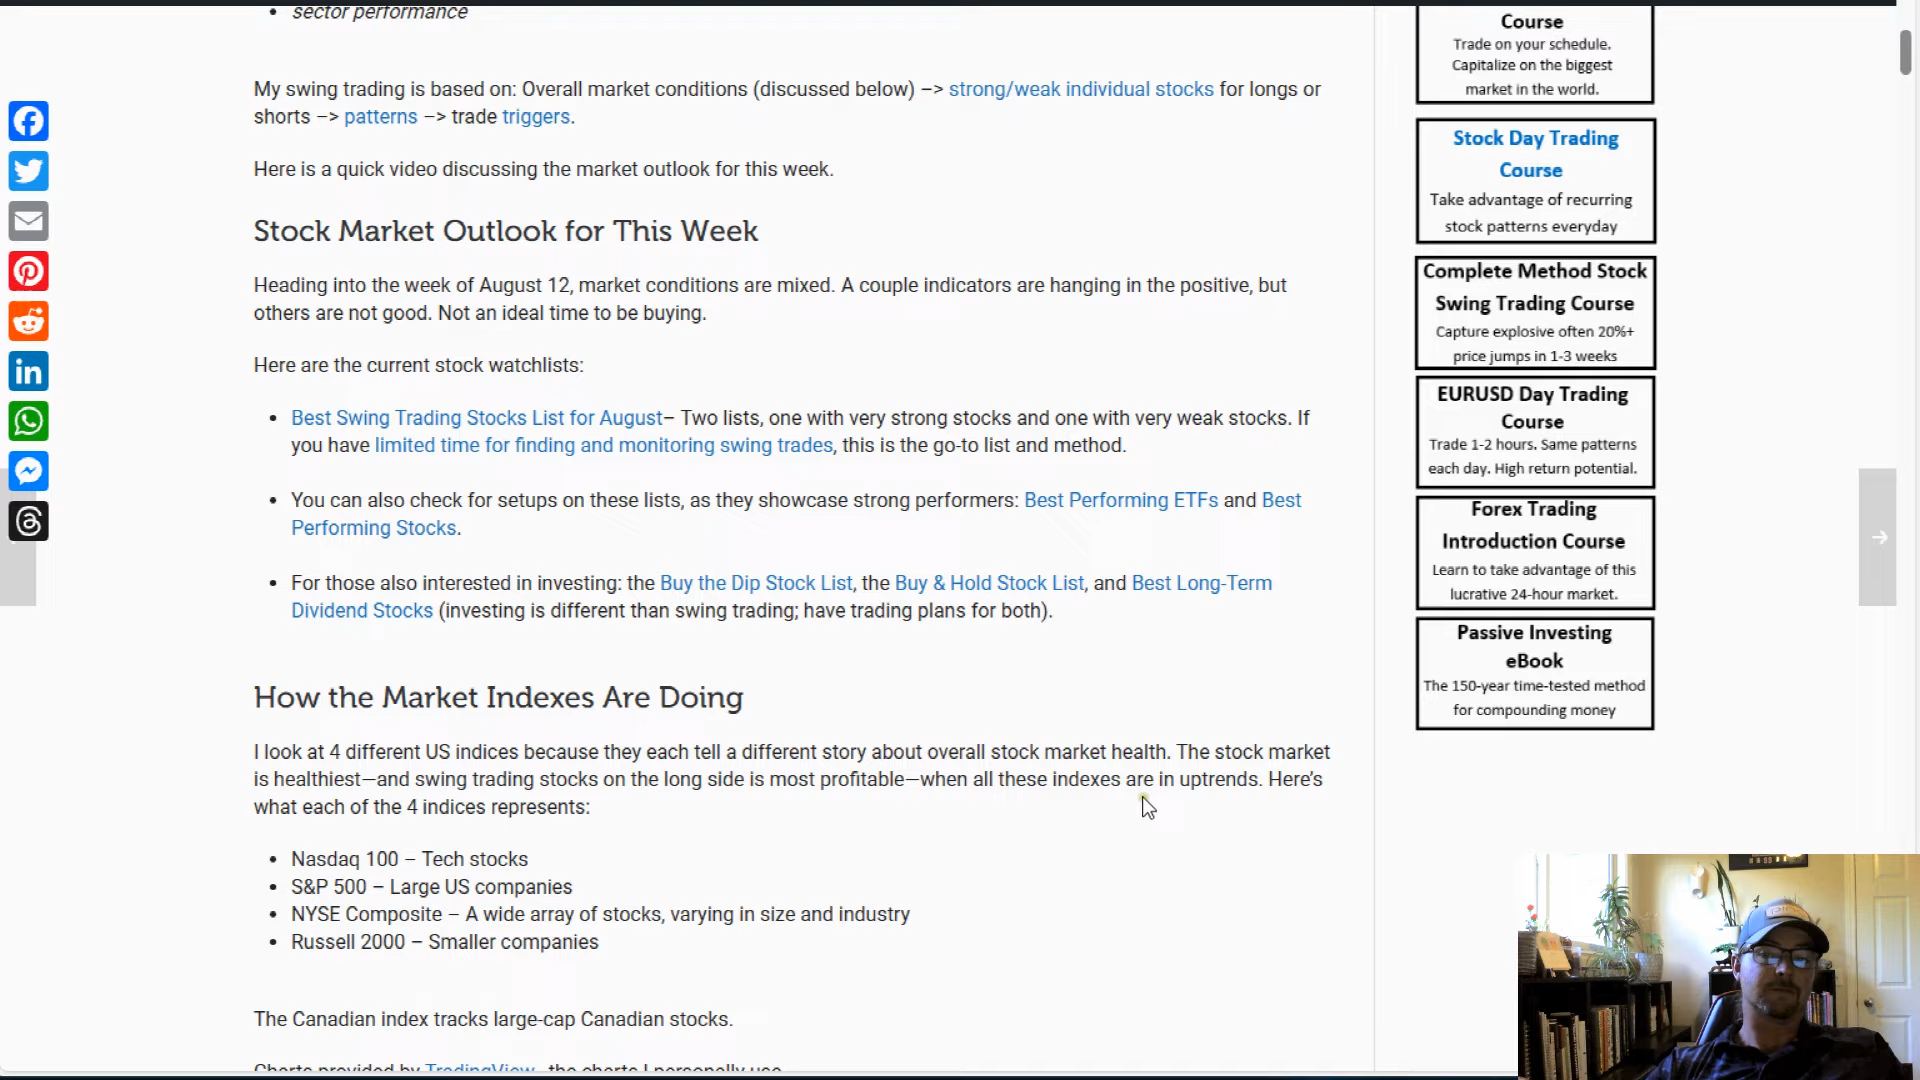 sector performance
My swing trading is based on: Overall market conditions (discussed below) –> strong/weak individual stocks for longs or
shorts –> patterns –> trade triggers.
Here is a quick video discussing the market outlook for this week.
Stock Market Outlook for This Week
Heading into the week of August 12, market conditions are mixed. A couple indicators are hanging in the positive, but
others are not good. Not an ideal time to be buying.
Here are the current stock watchlists:
Best Swing Trading Stocks List for August– Two lists, one with very strong stocks and one with very weak stocks. If
you have limited time for finding and monitoring swing trades, this is the go-to list and method.
You can also check for setups on these lists, as they showcase strong performers: Best Performing ETFs and Best
Performing Stocks.
For those also interested in investing: the Buy the Dip Stock List, the Buy & Hold Stock List, and Best Long-Term
Dividend Stocks (investing is different than swing trading; have trading plans for both).
How the Market Indexes Are Doing
I look at 4 different US indices because they each tell a different story about overall stock market health. The stock market
is healthiest—and swing trading stocks on the long side is most profitable—when all these indexes are in uptrends. Here's
what each of the 4 indices represents:
Nasdaq 100 – Tech stocks
S&P 500 – Large US companies
NYSE Composite – A wide array of stocks, varying in size and industry
Russell 2000 – Smaller companies
The Canadian index tracks large-cap Canadian stocks.
Charts provided by TradingView, the charts I personally use.
Course
Trade on your schedule.
Capitalize on the biggest
market in the world.
Stock Day Trading
Course
Take advantage of recurring
stock patterns everyday
Complete Method Stock
Swing Trading Course
Capture explosive often 20%+
price jumps in 1-3 weeks
EURUSD Day Trading
Course
Trade 1-2 hours. Same patterns
each day. High return potential.
Forex Trading
Introduction Course
Learn to take advantage of this
lucrative 24-hour market.
Passive Investing
eBook
The 150-year time-tested method
for compounding money